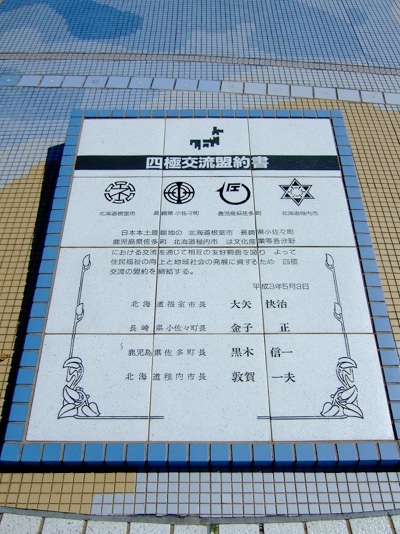 四極交流盟約書
北海道根室市 長崎県小佐々町 鹿児島県佐多町 北海道稚内市
日本本土最端地の 北海道根室市 長崎県小佐々町
鹿児島県佐多町 北海道稚内市 は文化産業等各分野
における交流を通じて相互の友好親善を図り よって
住民福祉の向上と地域社会の発展に資するため 四極
交流の盟約を締結する。
平成3年5月3日
北海道根室市長 大矢 快治
長崎県小佐々町長 金子 正
鹿児島県佐多町長 黒木 信一
北海道稚内市長 敦賀 一夫